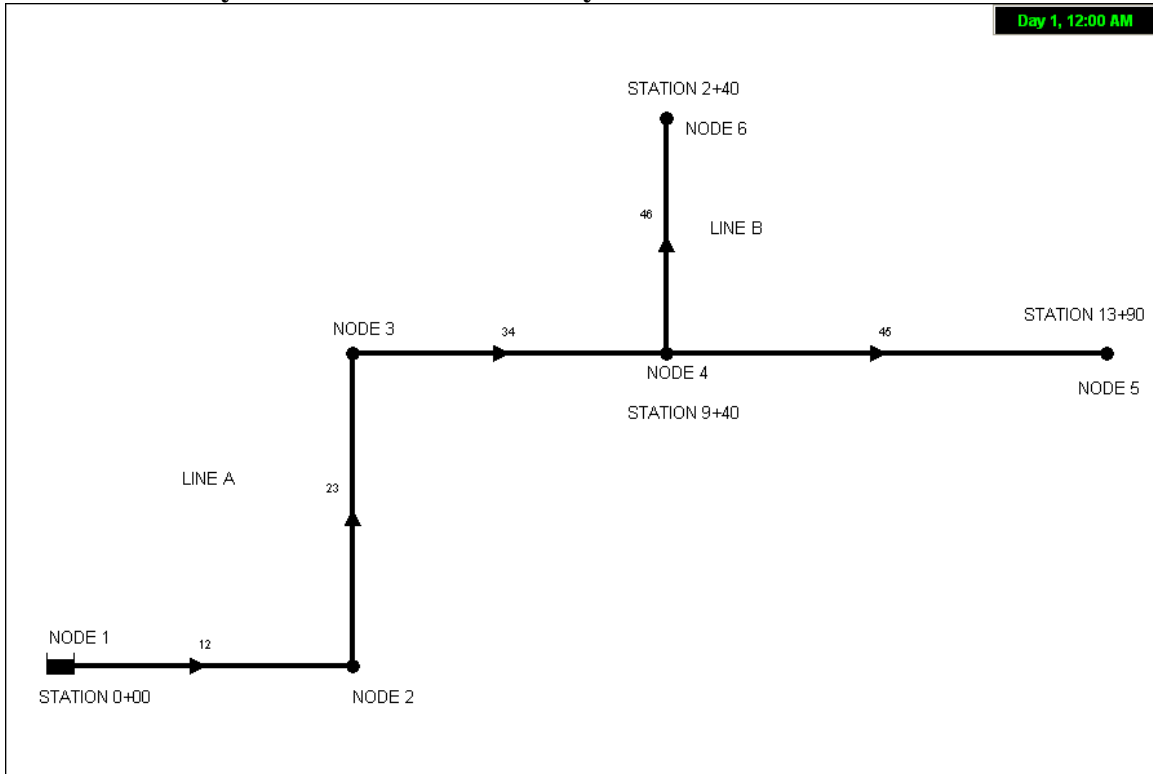 Day 1, 12:00 AM
STATION 2+40
NODE 6
46
LINE B
STATION 13+90
NODE 3
34
45
NODE 4
NODE 5
STATION 9+40
LINE A
23
NODE 1
12
STATION 0+00
NODE 2